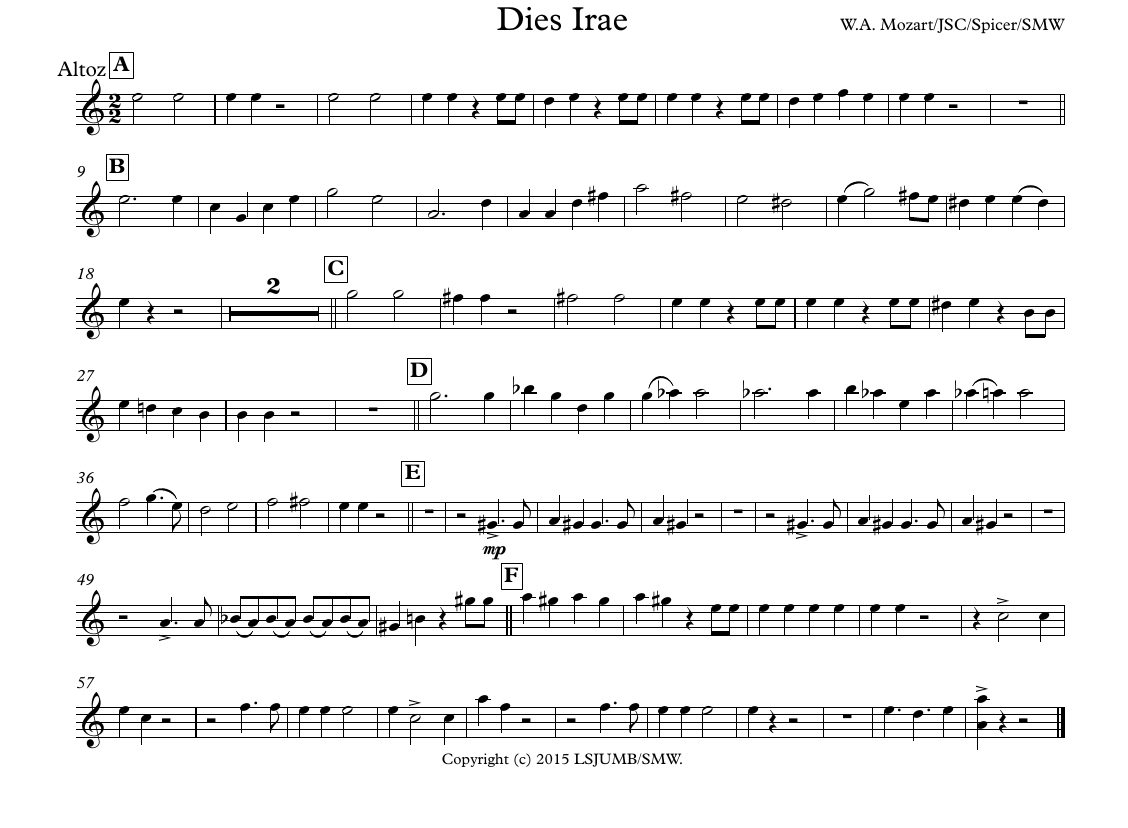 Dies Irae
W.A. Mozart/JSC/Spicer/SMW
Altoz A
2
2
9 B
18 2 C
27 D
36 E
mp
49 F
57
Copyright (c) 2015 LSJUMB/SMW.